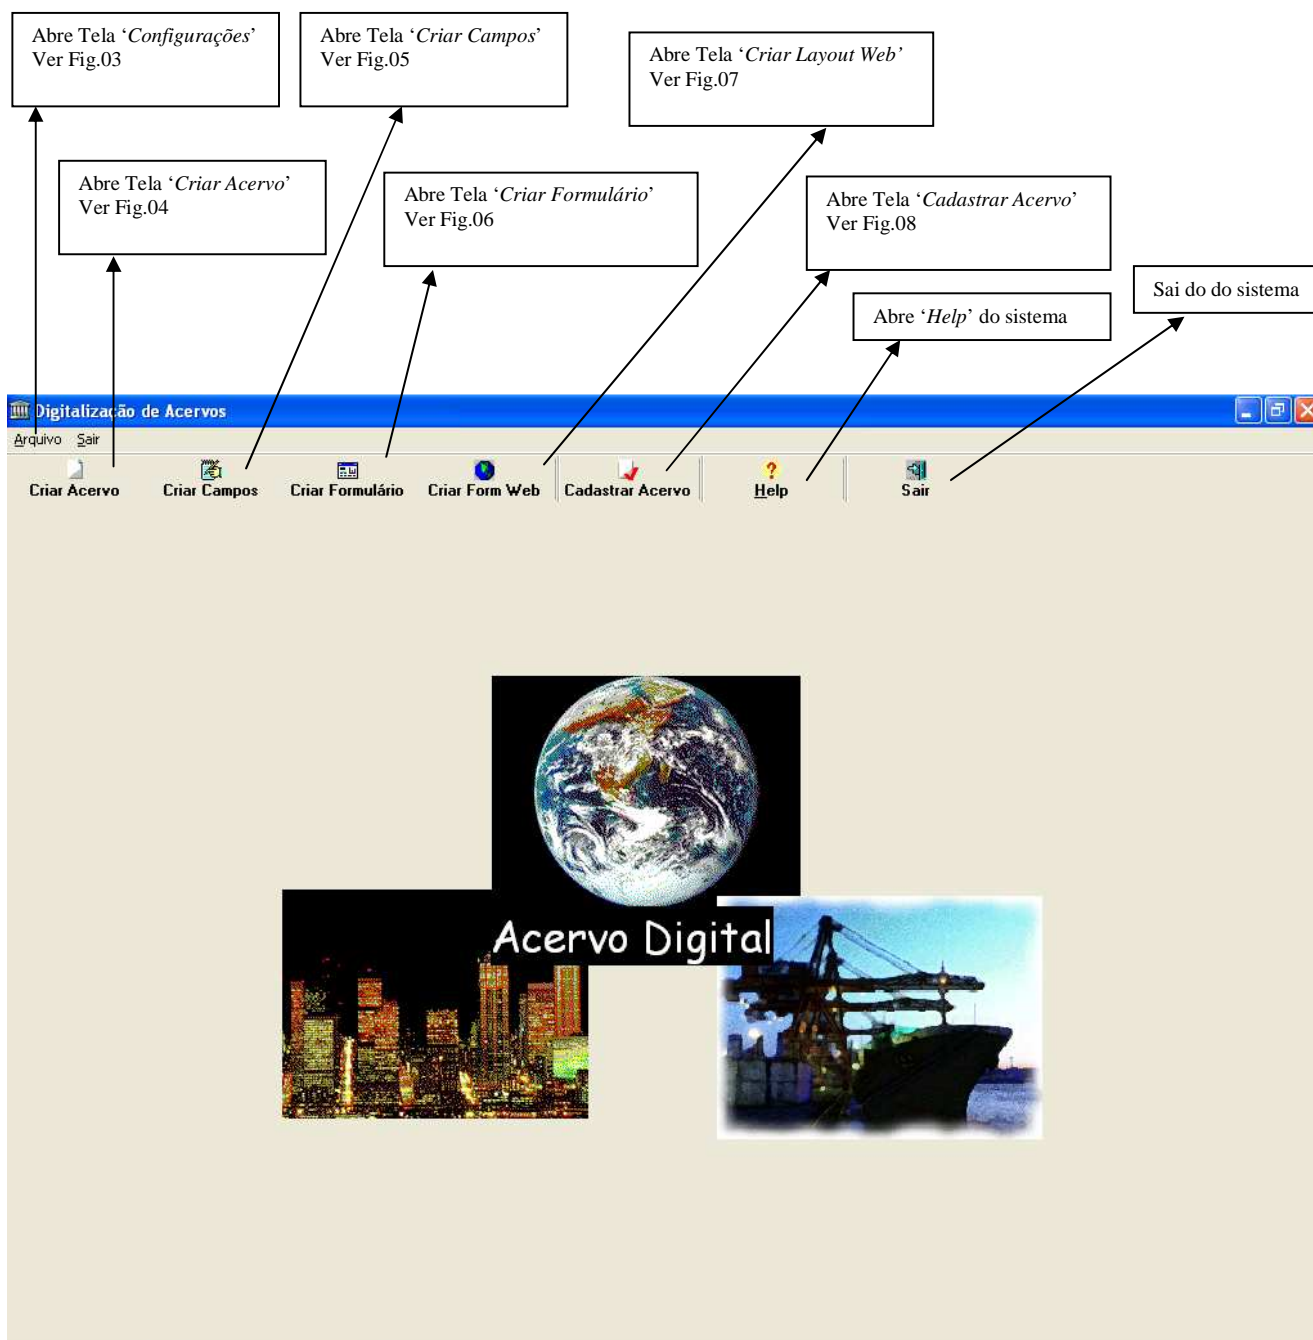 Abre Tela ‘Configurações’
Ver Fig.03
Abre Tela ‘Criar Campos’
Ver Fig.05
Abre Tela ‘Criar Layout Web’
Ver Fig.07
Abre Tela ‘Criar Acervo’
Ver Fig.04
Abre Tela ‘Criar Formulário’
Ver Fig.06
Abre Tela ‘Cadastrar Acervo’
Ver Fig.08
Sai do do sistema
Abre ‘Help’ do sistema
Digitalização de Acervos
Arquivo Sair
Criar Acervo Criar Campos Criar Formulário Criar Form Web Cadastrar Acervo Help Sair
Acervo Digital